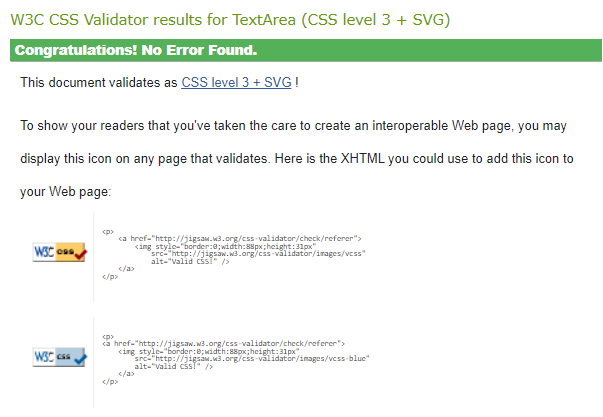 W3C CSS Validator results for TextArea (CSS level 3 + SVG)
Congratulations! No Error Found.
This document validates as CSS level 3 + SVG !
To show your readers that you've taken the care to create an interoperable Web page, you may
display this icon on any page that validates. Here is the XHTML you could use to add this icon to
your Web page:
W3C css
<p>
<a href="http://jigsaw.w3.org/css-validator/check/referer">
<img style="border:0;width:88px;height:31px"
src="http://jigsaw.w3.org/css-validator/images/vcss"
alt="Valid CSS!" />
</a>
</p>
W3C css
<p>
<a href="http://jigsaw.w3.org/css-validator/check/referer">
<img style="border:0;width:88px;height:31px"
src="http://jigsaw.w3.org/css-validator/images/vcss-blue"
alt="Valid CSS!" />
</a>
</p>